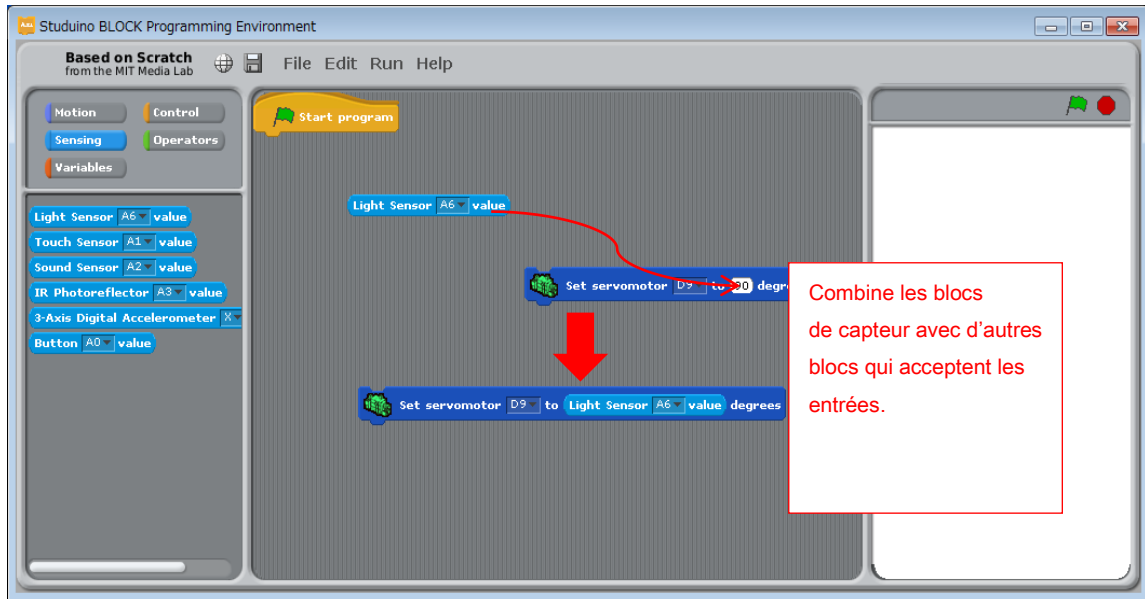 Studuino BLOCK Programming Environment
Based on Scratch
from the MIT Media Lab
File Edit Run Help
Motion Control
Sensing Operators
Variables
Light Sensor A6 value
Touch Sensor A1 value
Sound Sensor A2 value
IR Photoreflector A3 value
3-Axis Digital Accelerometer X
Button A0 value
Start program
Light Sensor A6 value
Set servomotor D9 to 90 degr
Set servomotor D9 to Light Sensor A6 value degrees
Combine les blocs
de capteur avec d’autres
blocs qui acceptent les
entrées.